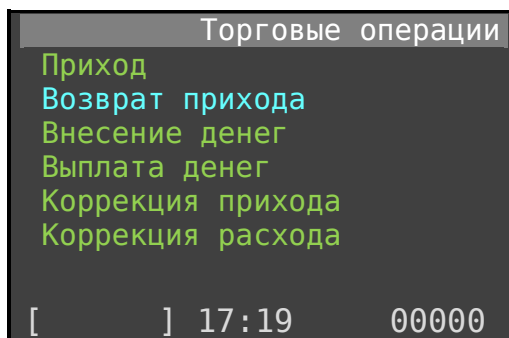 Торговые операции
Приход
Возврат прихода
Внесение денег
Выплата денег
Коррекция прихода
Коррекция расхода
[ ] 17:19 00000